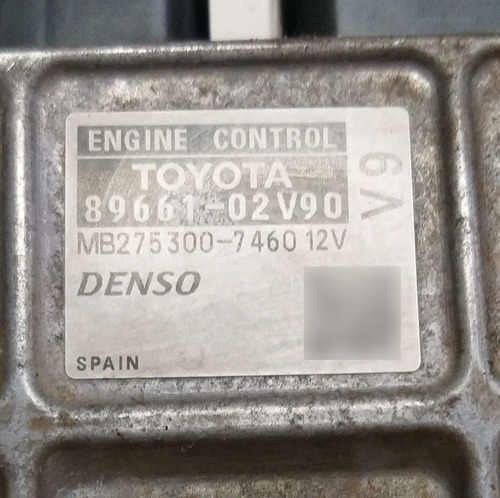 ENGINE CONTROL
TOYOTA
89661-02V90
V9
MB275300-7460 12V
DENSO
SPAIN